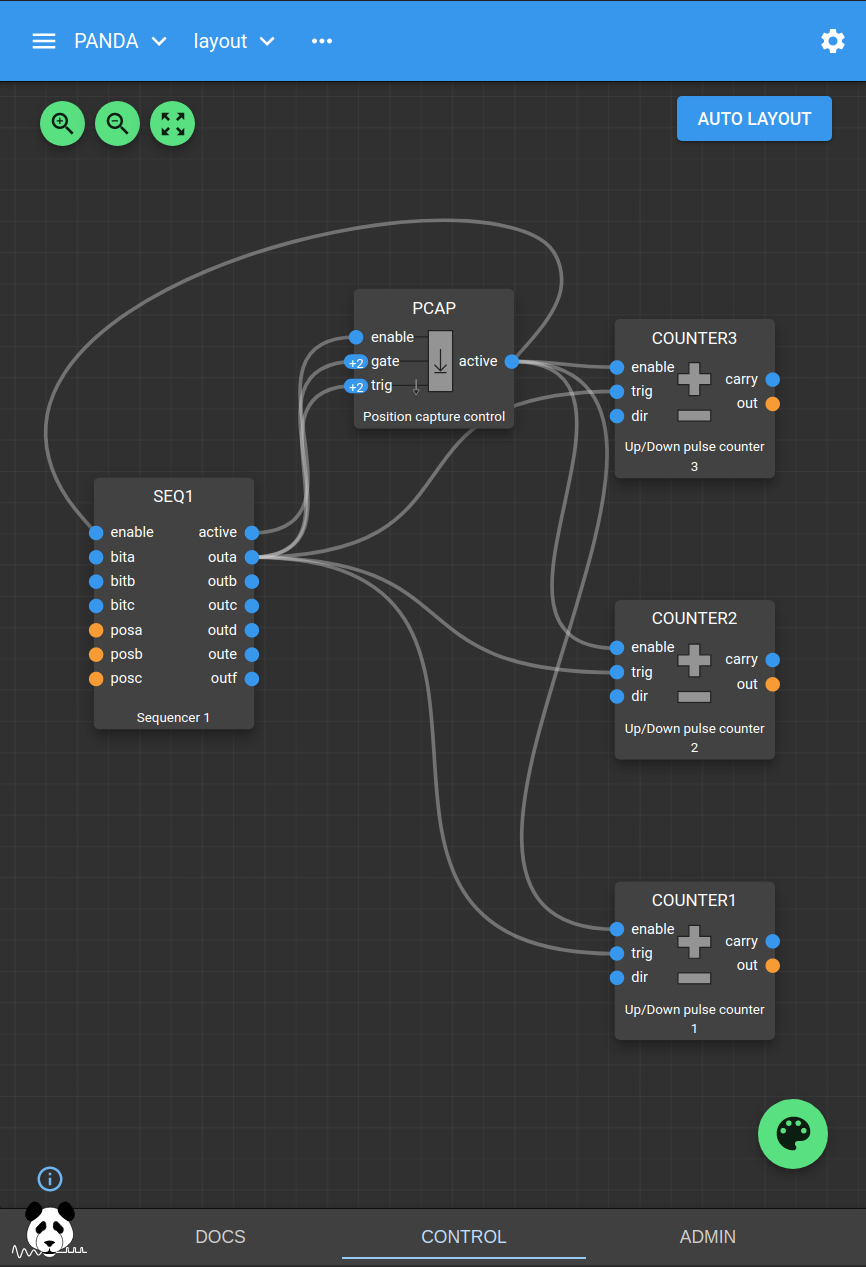 PANDA layout
AUTO LAYOUT
PCAP
enable
+2 gate active
+2 trig
Position capture control
COUNTER3
enable carry
trig out
dir
Up/Down pulse counter
3
SEQ1
enable active
bita outa
bitb outb
bitc outc
posa outd
posb oute
posc outf
Sequencer 1
COUNTER2
enable carry
trig out
dir
Up/Down pulse counter
2
COUNTER1
enable carry
trig out
dir
Up/Down pulse counter
1
DOCS CONTROL ADMIN